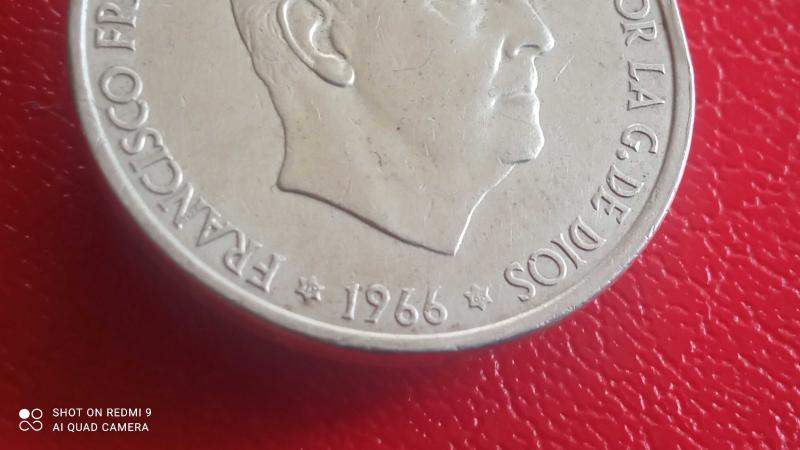 FRANCISCO FR
1966
OR LA G. DE DIOS
SHOT ON REDMI 9
AI QUAD CAMERA